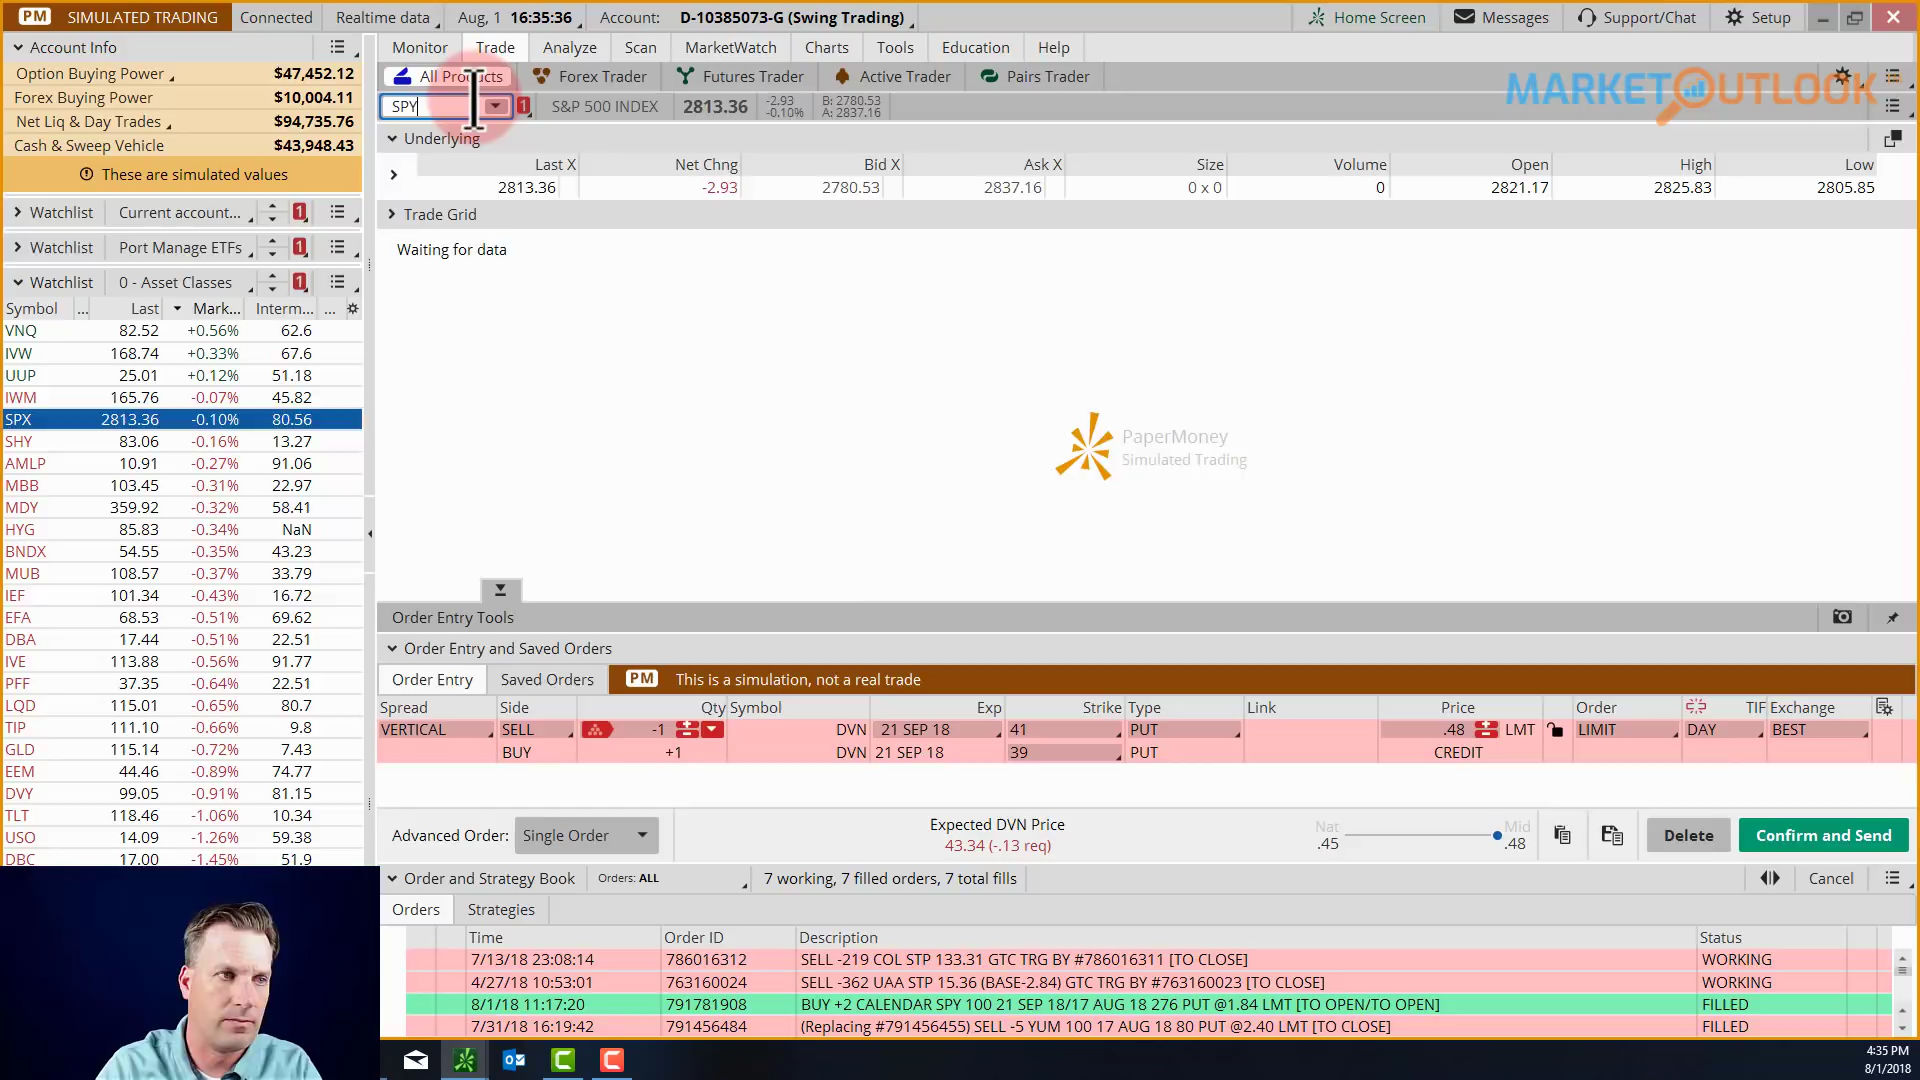 PM SIMULATED TRADING Connected Realtime data Aug, 1 16:35:36 Account: D-10385073-G (Swing Trading) Home Screen Messages Support/Chat Setup
Account Info
Option Buying Power $47,452.12
Forex Buying Power $10,004.11
Net Liq & Day Trades $94,735.76
Cash & Sweep Vehicle $43,948.43
These are simulated values
Watchlist Current account... 1
Watchlist Port Manage ETFs 1
Watchlist 0 - Asset Classes 1
Symbol ... Last Mark... Interm... ...
VNQ 82.52 +0.56% 62.6
IVW 168.74 +0.33% 67.6
UUP 25.01 +0.12% 51.18
IWM 165.76 -0.07% 45.82
SPX 2813.36 -0.10% 80.56
SHY 83.06 -0.16% 13.27
AMLP 10.91 -0.27% 91.06
MBB 103.45 -0.31% 22.97
MDY 359.92 -0.32% 58.41
HYG 85.83 -0.34% NaN
BNDX 54.55 -0.35% 43.23
MUB 108.57 -0.37% 33.79
IEF 101.34 -0.43% 16.72
EFA 68.53 -0.51% 69.62
DBA 17.44 -0.51% 22.51
IVE 113.88 -0.56% 91.77
PFF 37.35 -0.64% 22.51
LQD 115.01 -0.65% 80.7
TIP 111.10 -0.66% 9.8
GLD 115.14 -0.72% 7.43
EEM 44.46 -0.89% 74.77
DVY 99.05 -0.91% 81.15
TLT 118.46 -1.06% 10.34
USO 14.09 -1.26% 59.38
DBC 17.00 -1.45% 51.9
Monitor Trade Analyze Scan MarketWatch Charts Tools Education Help
All Products Forex Trader Futures Trader Active Trader Pairs Trader
MARKETOUTLOOK
SPY 1 S&P 500 INDEX 2813.36 -2.93 B: 2780.53
-0.10% A: 2837.16
Underlying
Last X Net Chng Bid X Ask X Size Volume Open High Low
2813.36 -2.93 2780.53 2837.16 0 x 0 0 2821.17 2825.83 2805.85
Trade Grid
Waiting for data
PaperMoney
Simulated Trading
Order Entry Tools
Order Entry and Saved Orders
Order Entry Saved Orders PM This is a simulation, not a real trade
Spread Side Qty Symbol Exp Strike Type Link Price Order TIF Exchange
VERTICAL SELL -1 DVN 21 SEP 18 41 PUT .48 LMT LIMIT DAY BEST
BUY +1 DVN 21 SEP 18 39 PUT CREDIT
Advanced Order: Single Order Expected DVN Price Nat Mid
43.34 (-.13 req) .45 .48 Delete Confirm and Send
Order and Strategy Book Orders: ALL 7 working, 7 filled orders, 7 total fills Cancel
Orders Strategies
Time Order ID Description Status
7/13/18 23:08:14 786016312 SELL -219 COL STP 133.31 GTC TRG BY #786016311 [TO CLOSE] WORKING
4/27/18 10:53:01 763160024 SELL -362 UAA STP 15.36 (BASE-2.84) GTC TRG BY #763160023 [TO CLOSE] WORKING
8/1/18 11:17:20 791781908 BUY +2 CALENDAR SPY 100 21 SEP 18/17 AUG 18 276 PUT @1.84 LMT [TO OPEN/TO OPEN] FILLED
7/31/18 16:19:42 791456484 (Replacing #791456455) SELL -5 YUM 100 17 AUG 18 80 PUT @2.40 LMT [TO CLOSE] FILLED
4:35 PM
8/1/2018